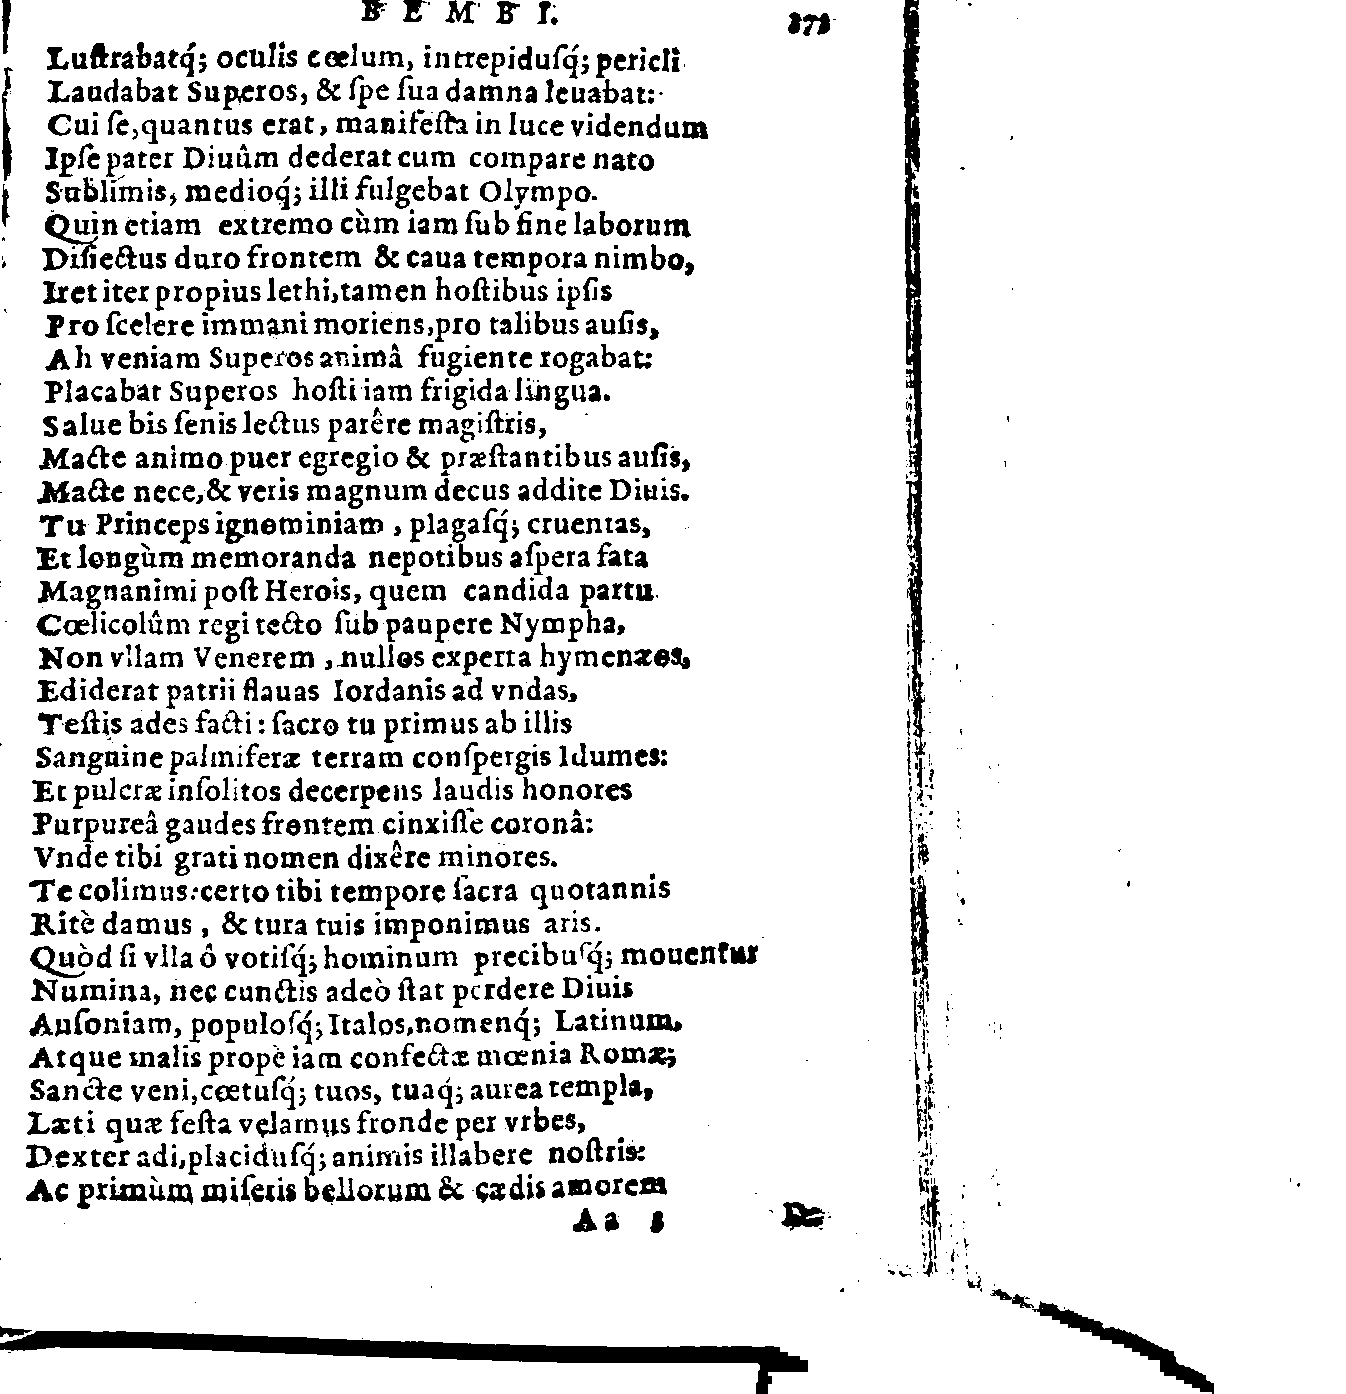 B E M B I. 373
Luſtrabatq́; oculis cœlum, intrepiduſq́; pericli
Laudabat Superos, & ſpe ſua damna leuabat:
Cui ſe,quantus erat, manifeſta in luce videndum
Ipſe pater Diuûm dederat cum compare nato
Sublimis, medioq́; illi fulgebat Olympo.
Quin etiam extremo cùm iam ſub fine laborum
Diſiectus duro frontem & caua tempora nimbo,
Iret iter propius lethi,tamen hoſtibus ipſis
Pro ſcelere immani moriens,pro talibus auſis,
Ah veniam Superos animâ fugiente rogabat:
Placabat Superos hoſti iam frigida lingua.
Salue bis ſenis lectus parêre magiſtris,
Macte animo puer egregio & præſtantibus auſis,
Macte nece,& veris magnum decus addite Diuis.
Tu Princeps ignominiam, plagaſq́; cruentas,
Et longùm memoranda nepotibus aſpera fata
Magnanimi poſt Herois, quem candida partu
Cœlicolûm regi tecto ſub paupere Nympha,
Non vllam Venerem, nullos experta hymenæos,
Ediderat patrii flauas Iordanis ad vndas,
Teſtis ades facti: ſacro tu primus ab illis
Sanguine palmiferæ terram conſpergis Idumes:
Et pulcræ inſolitos decerpens laudis honores
Purpureâ gaudes frontem cinxiſſe coronâ:
Vnde tibi grati nomen dixêre minores.
Te colimus: certo tibi tempore ſacra quotannis
Ritè damus, & tura tuis imponimus aris.
Quòd ſi vlla ô votiſq́; hominum precibuſq́; mouentur
Numina, nec cunctis adeò ſtat perdere Diuis
Auſoniam, populoſq́; Italos,nomenq́; Latinum,
Atque malis propè iam confectæ mœnia Romæ;
Sancte veni,cœtuſq́; tuos, tuaq́; aurea templa,
Læti quæ feſta velamus fronde per vrbes,
Dexter adi,placiduſq́; animis illabere noſtris:
Ac primùm miſeris bellorum & cædis amorem
Aa 3 De-